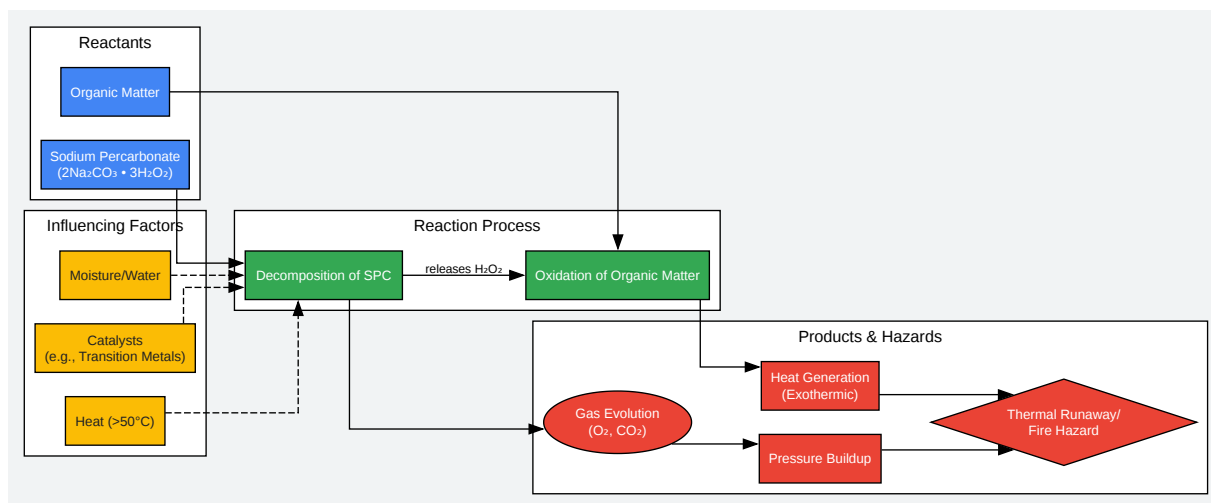 Reactants
Organic Matter
Sodium Percarbonate
(2Na₂CO₃ • 3H₂O₂)
Influencing Factors
Moisture/Water
Catalysts
(e.g., Transition Metals)
Heat (>50°C)
Reaction Process
Decomposition of SPC
releases H₂O₂
Oxidation of Organic Matter
Products & Hazards
Heat Generation
(Exothermic)
Gas Evolution
(O₂, CO₂)
Pressure Buildup
Thermal Runaway/
Fire Hazard